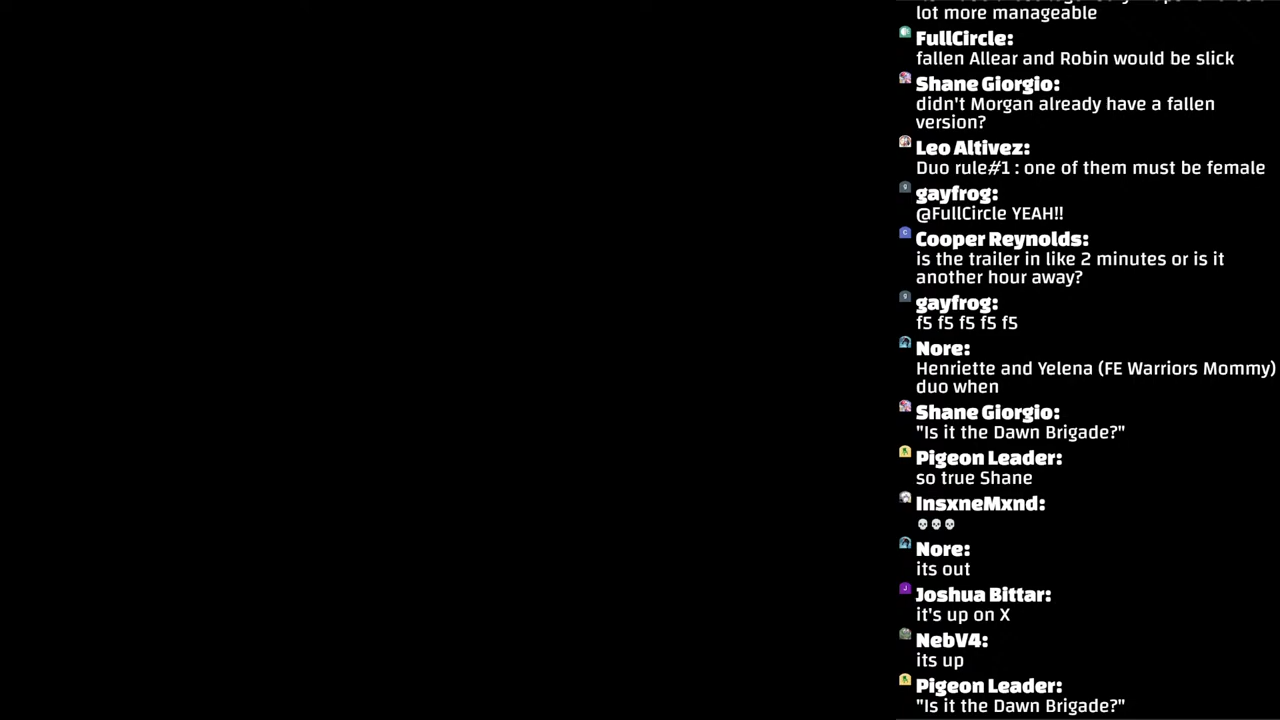 lot more manageable
FullCircle:
fallen Allear and Robin would be slick
Shane Giorgio:
didn't Morgan already have a fallen
version?
Leo Altivez:
Duo rule#1 : one of them must be female
gayfrog:
@FullCircle YEAH!!
Cooper Reynolds:
is the trailer in like 2 minutes or is it
another hour away?
gayfrog:
f5 f5 f5 f5 f5
Nore:
Henriette and Yelena (FE Warriors Mommy)
duo when
Shane Giorgio:
"Is it the Dawn Brigade?"
Pigeon Leader:
so true Shane
InsxneMxnd:
💀💀💀
Nore:
its out
Joshua Bittar:
it's up on X
NebV4:
its up
Pigeon Leader:
"Is it the Dawn Brigade?"